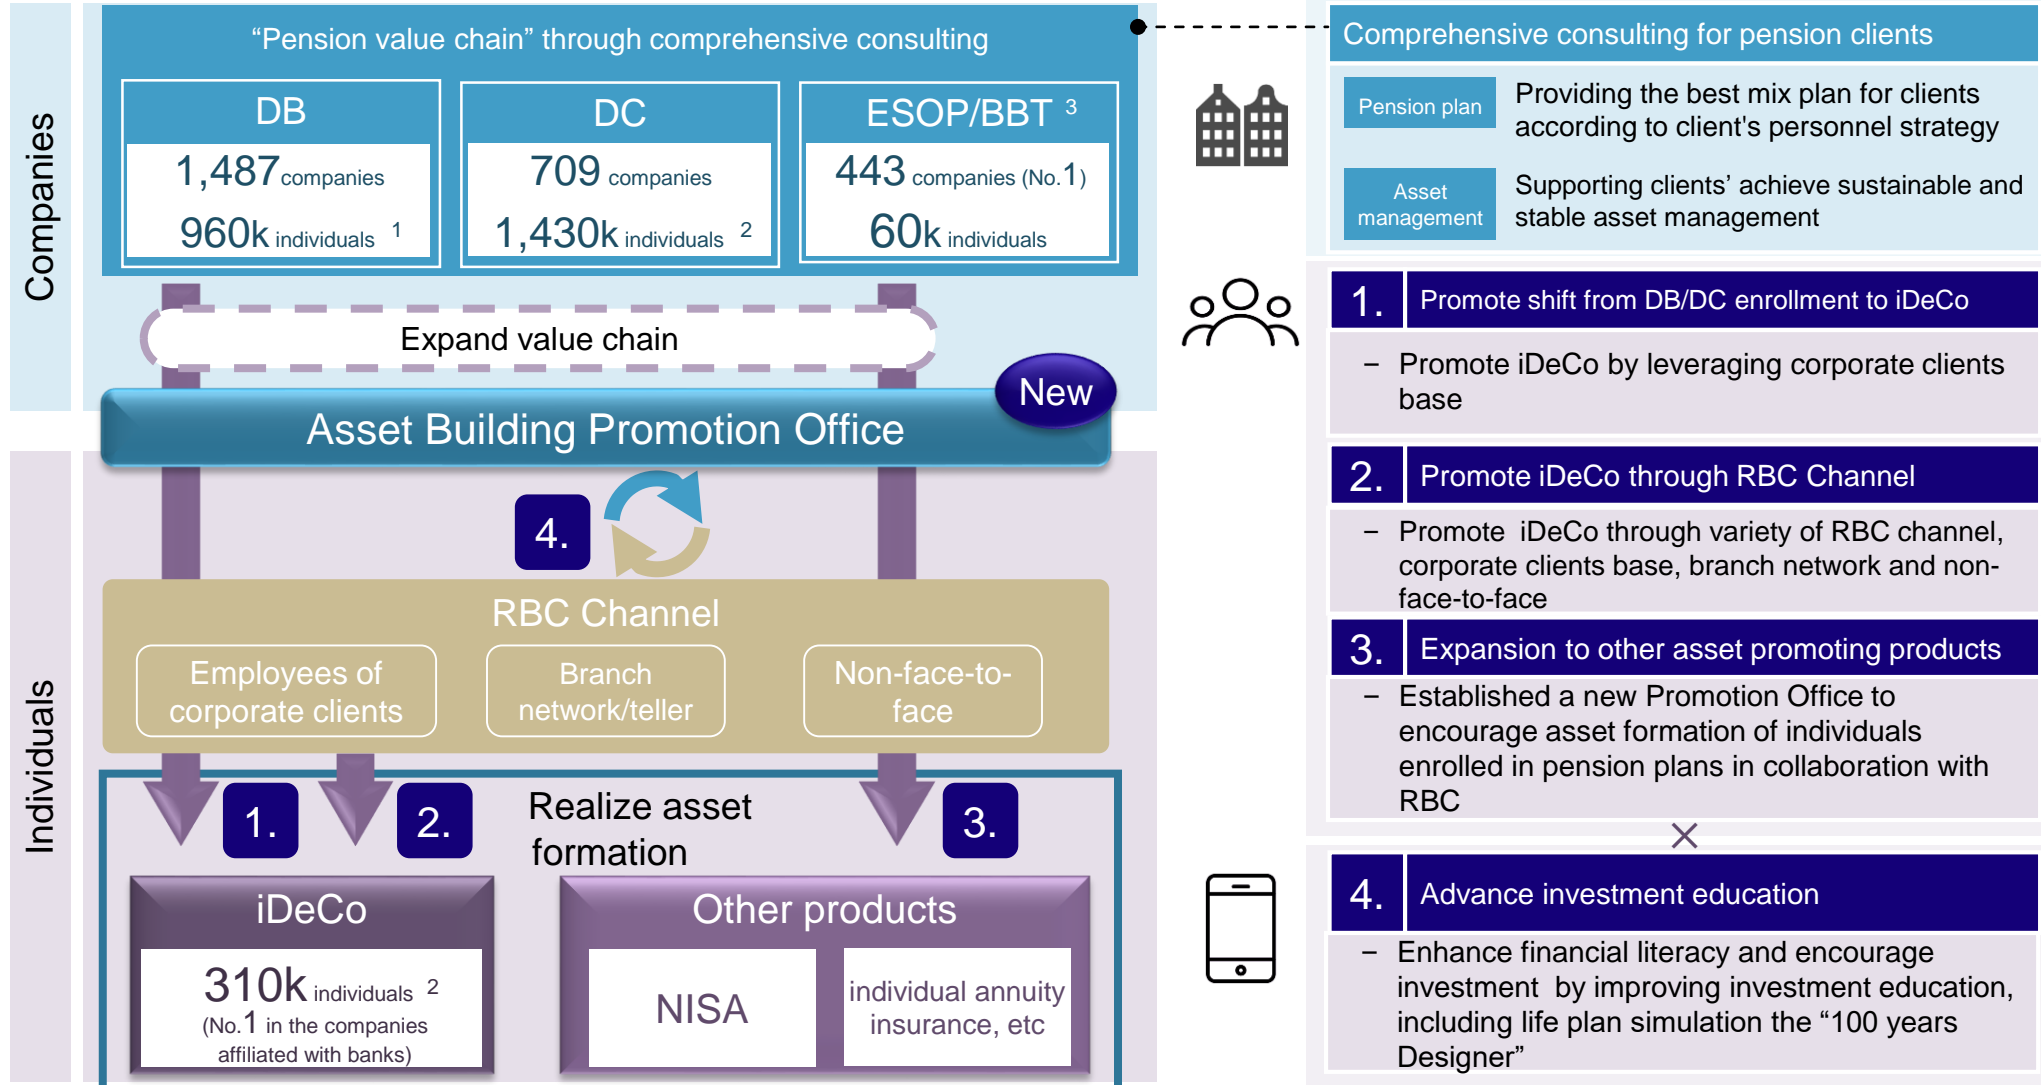 Companies
“Pension value chain” through comprehensive consulting
DB
1,487 companies
960k individuals 1
DC
709 companies
1,430k individuals 2
ESOP/BBT 3
443 companies (No.1)
60k individuals
Expand value chain
New
Asset Building Promotion Office
Individuals
4.
RBC Channel
Employees of
corporate clients
Branch
network/teller
Non-face-to-
face
1.
2.
Realize asset
formation
3.
iDeCo
310k individuals 2
(No.1 in the companies
affiliated with banks)
Other products
NISA
individual annuity
insurance, etc
Comprehensive consulting for pension clients
Pension plan
Providing the best mix plan for clients
according to client's personnel strategy
Asset
management
Supporting clients’ achieve sustainable and
stable asset management
1. Promote shift from DB/DC enrollment to iDeCo
− Promote iDeCo by leveraging corporate clients
base
2. Promote iDeCo through RBC Channel
− Promote iDeCo through variety of RBC channel,
corporate clients base, branch network and non-
face-to-face
3. Expansion to other asset promoting products
− Established a new Promotion Office to
encourage asset formation of individuals
enrolled in pension plans in collaboration with
RBC
×
4. Advance investment education
− Enhance financial literacy and encourage
investment by improving investment education,
including life plan simulation the “100 years
Designer”